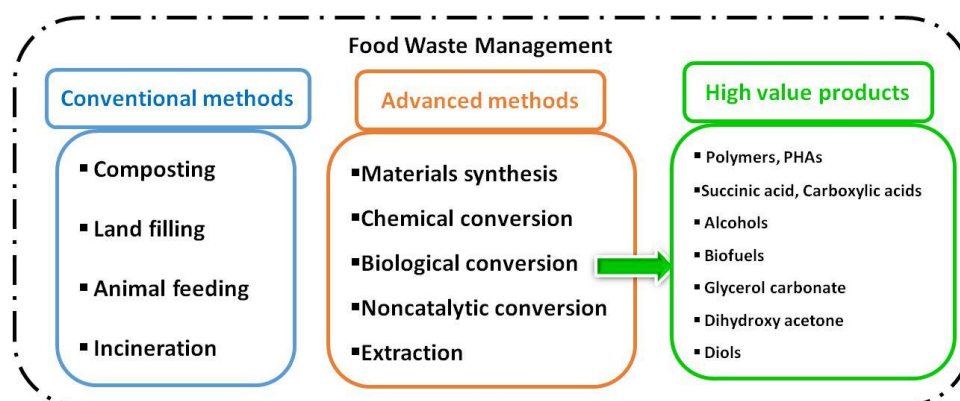 Food Waste Management
Conventional methods
▪ Composting
▪ Land filling
▪ Animal feeding
▪ Incineration
Advanced methods
▪Materials synthesis
▪Chemical conversion
▪Biological conversion
▪Noncatalytic conversion
▪Extraction
High value products
▪ Polymers, PHAs
▪Succinic acid, Carboxylic acids
▪ Alcohols
▪ Biofuels
▪ Glycerol carbonate
▪ Dihydroxy acetone
▪ Diols